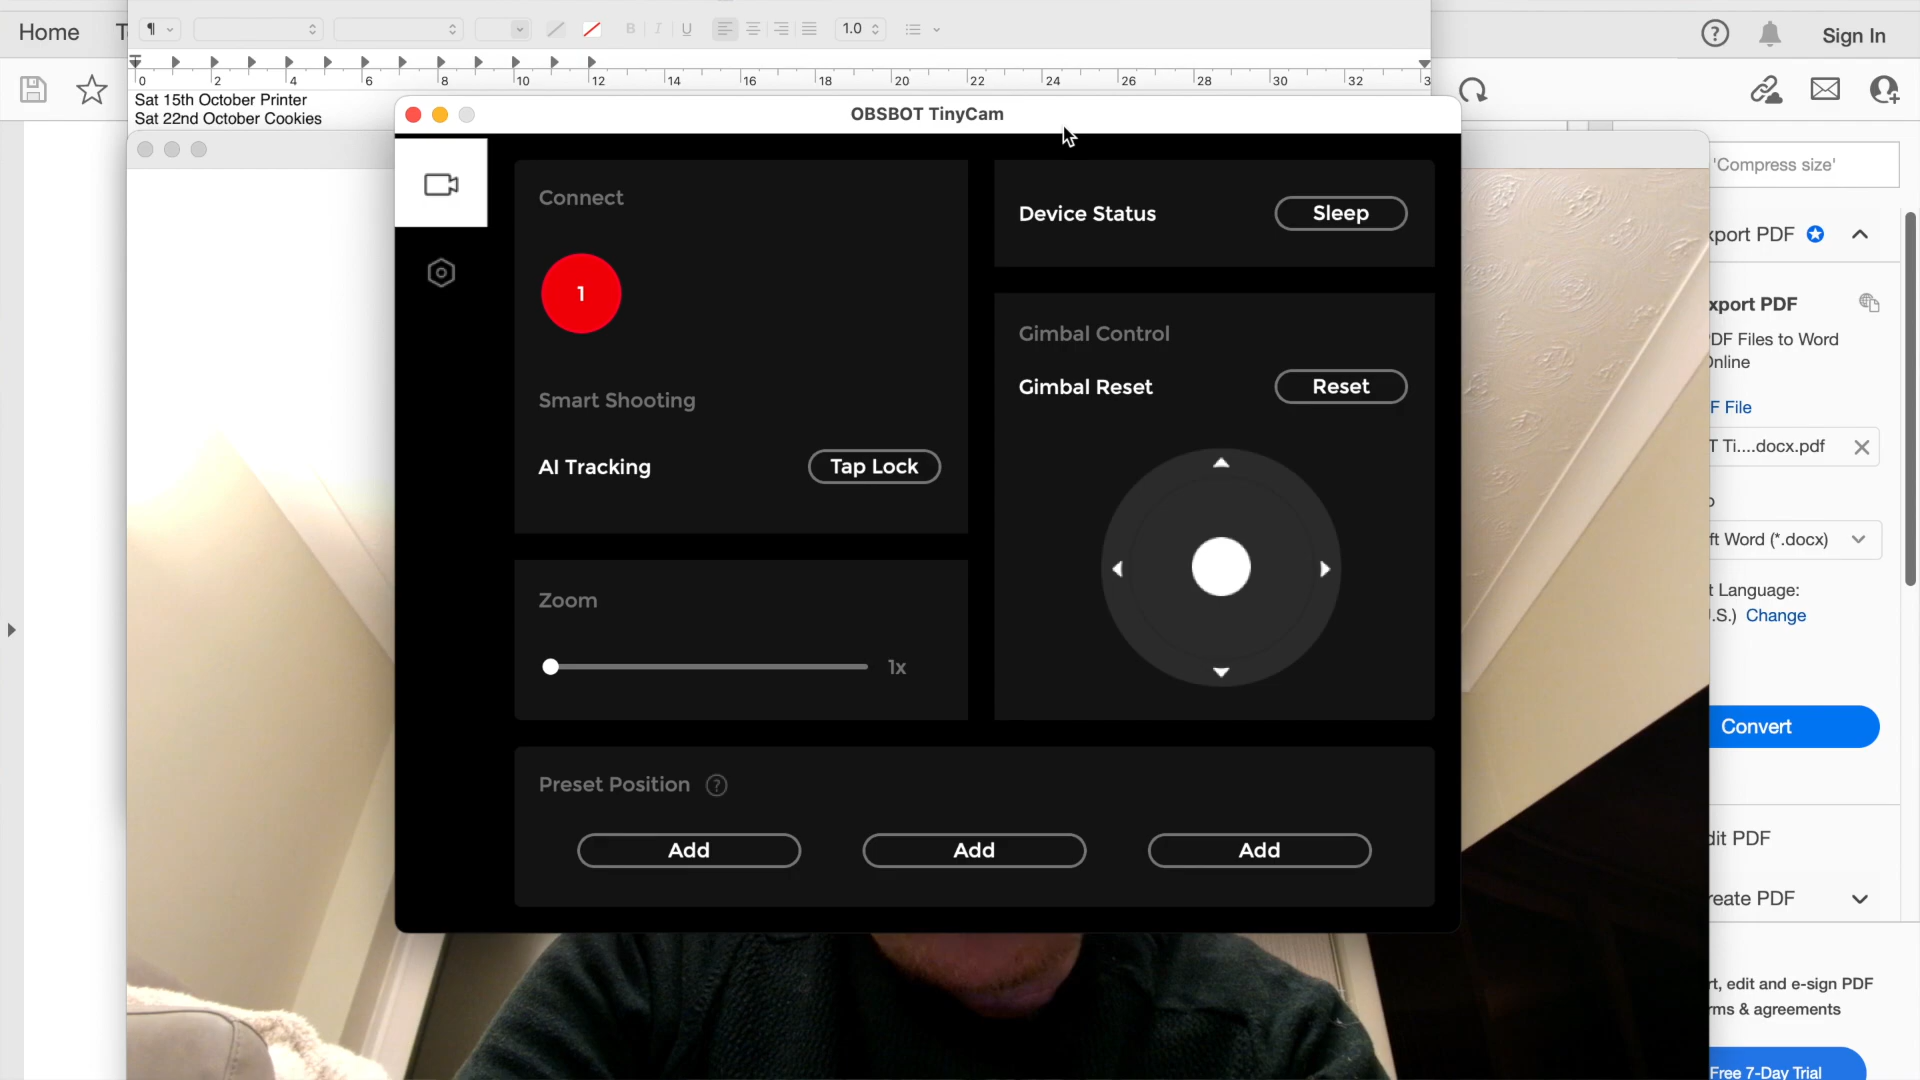 Home
Sign In
1.0
B I U
0 2 4 6 8 10 12 14 16 18 20 22 24 26 28 30 32
Sat 15th October Printer
Sat 22nd October Cookies
OBSBOT TinyCam
'Compress size'
Connect
1
Device Status
Sleep
xport PDF
xport PDF
Gimbal Control
DF Files to Word
Online
Gimbal Reset
Reset
Smart Shooting
F File
AI Tracking
Tap Lock
T Ti....docx.pdf
ft Word (*.docx)
Zoom
t Language:
.S.) Change
1x
Convert
Preset Position ?
Add
Add
Add
dit PDF
reate PDF
rt, edit and e-sign PDF
rms & agreements
Free 7-Day Trial